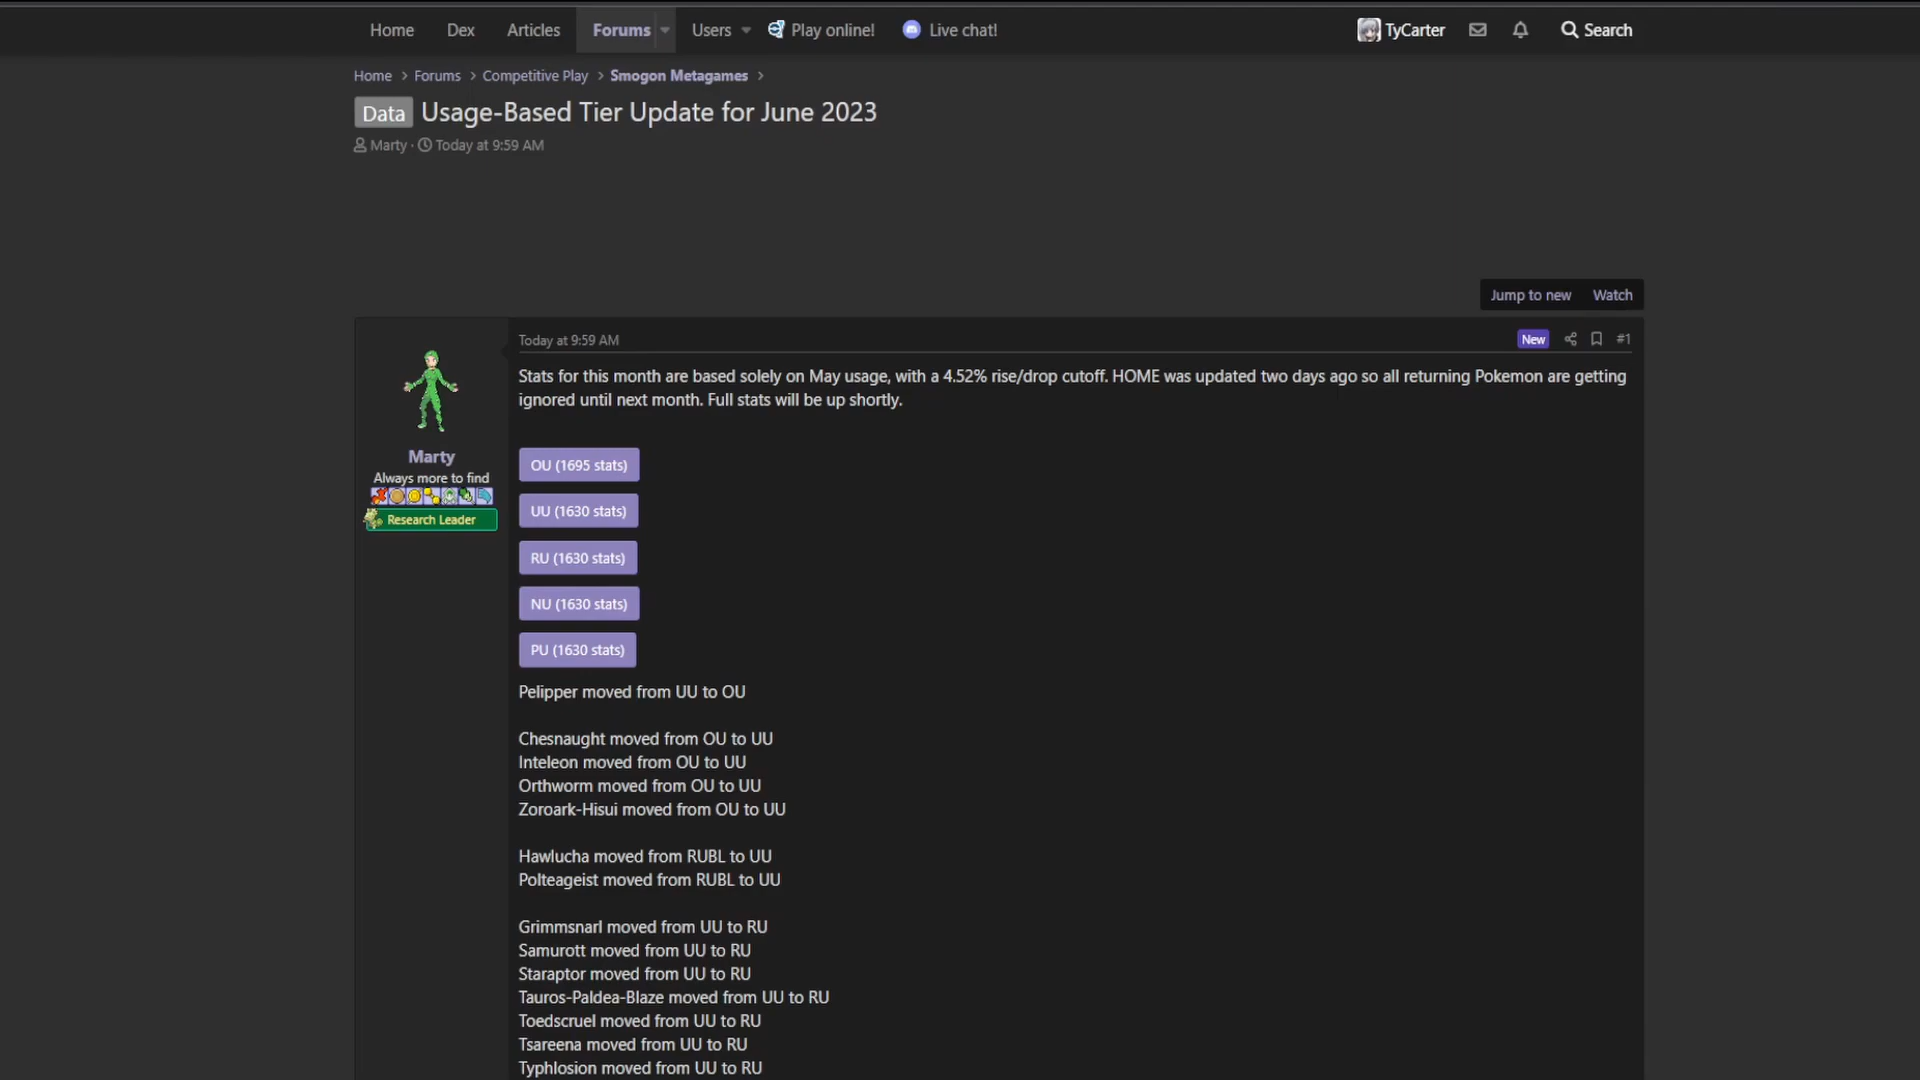 Home Dex Articles Forums Users Play online! Live chat! TyCarter Search
Home > Forums > Competitive Play > Smogon Metagames >
Data Usage-Based Tier Update for June 2023
Marty · Today at 9:59 AM
Jump to new Watch
Today at 9:59 AM New #1
Marty
Always more to find
Research Leader
Stats for this month are based solely on May usage, with a 4.52% rise/drop cutoff. HOME was updated two days ago so all returning Pokemon are getting
ignored until next month. Full stats will be up shortly.
OU (1695 stats)
UU (1630 stats)
RU (1630 stats)
NU (1630 stats)
PU (1630 stats)
Pelipper moved from UU to OU
Chesnaught moved from OU to UU
Inteleon moved from OU to UU
Orthworm moved from OU to UU
Zoroark-Hisui moved from OU to UU
Hawlucha moved from RUBL to UU
Polteageist moved from RUBL to UU
Grimmsnarl moved from UU to RU
Samurott moved from UU to RU
Staraptor moved from UU to RU
Tauros-Paldea-Blaze moved from UU to RU
Toedscruel moved from UU to RU
Tsareena moved from UU to RU
Typhlosion moved from UU to RU